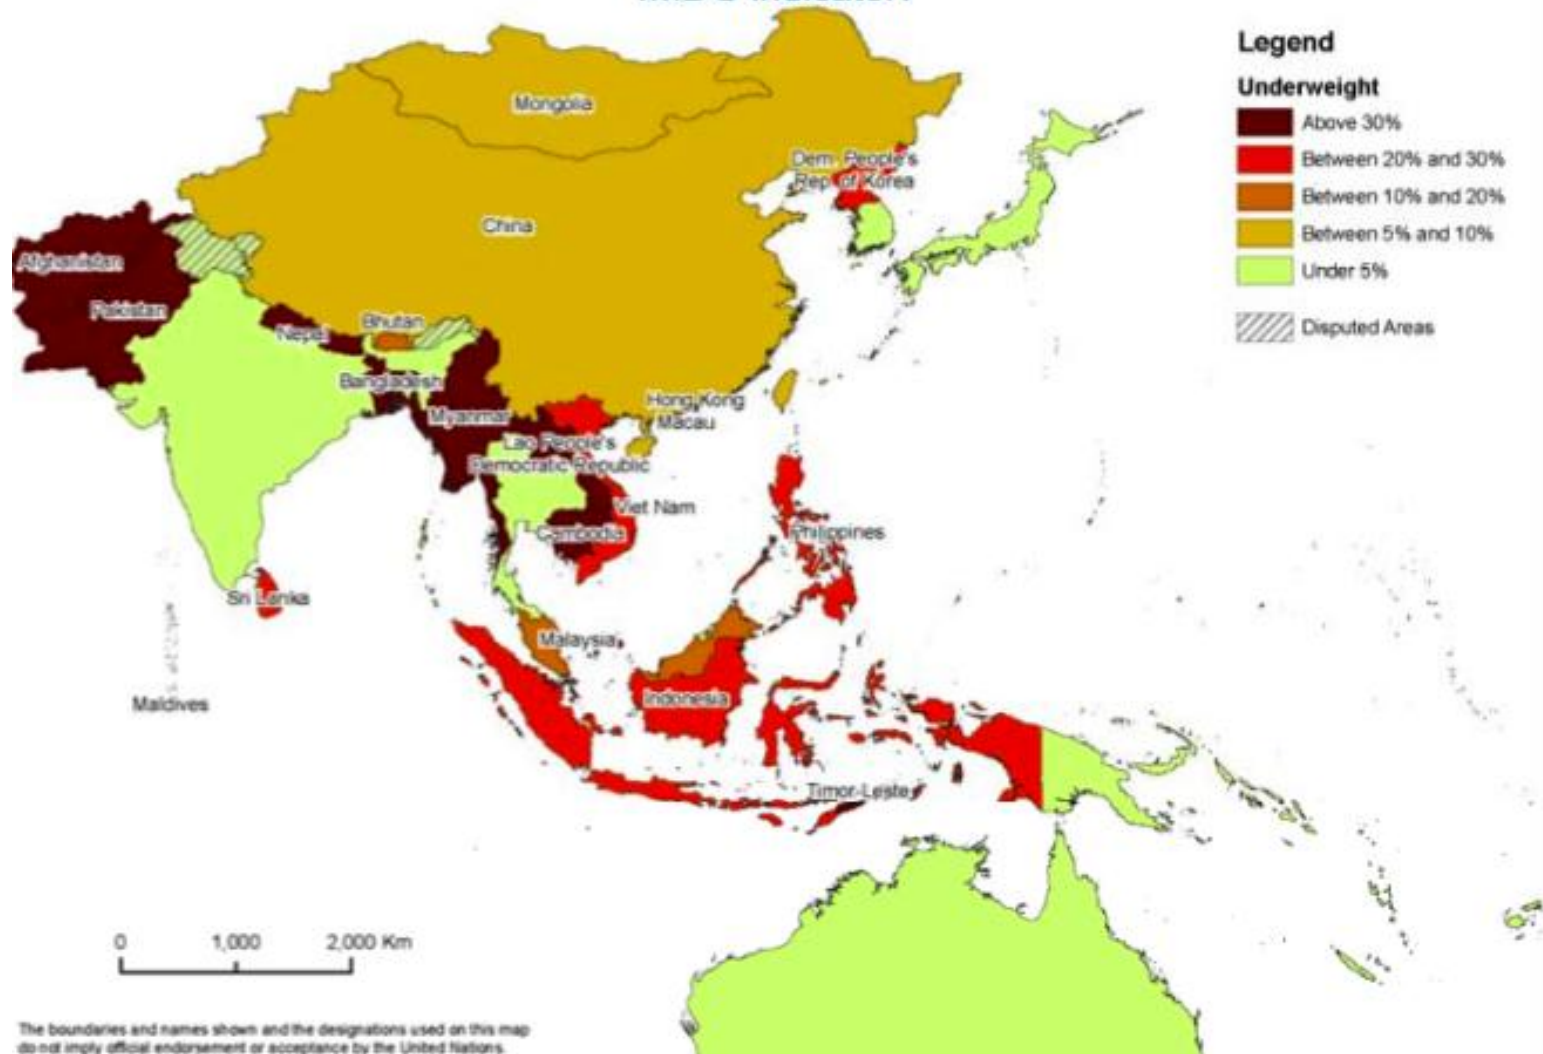 Legend
Underweight
Above 30%
Between 20% and 30%
Between 10% and 20%
Between 5% and 10%
Under 5%
Disputed Areas
Mongolia
Dem. People's
Rep. of Korea
China
Afghanistan
Pakistan
Nepal
Bhutan
Bangladesh
Myanmar
Hong Kong
Macau
Lao People's
Democratic Republic
Viet Nam
Cambodia
Philippines
Sri Lanka
Malaysia
Maldives
Indonesia
Timor-Leste
0 1,000 2,000 Km
The boundaries and names shown and the designations used on this map
do not imply official endorsement or acceptance by the United Nations.